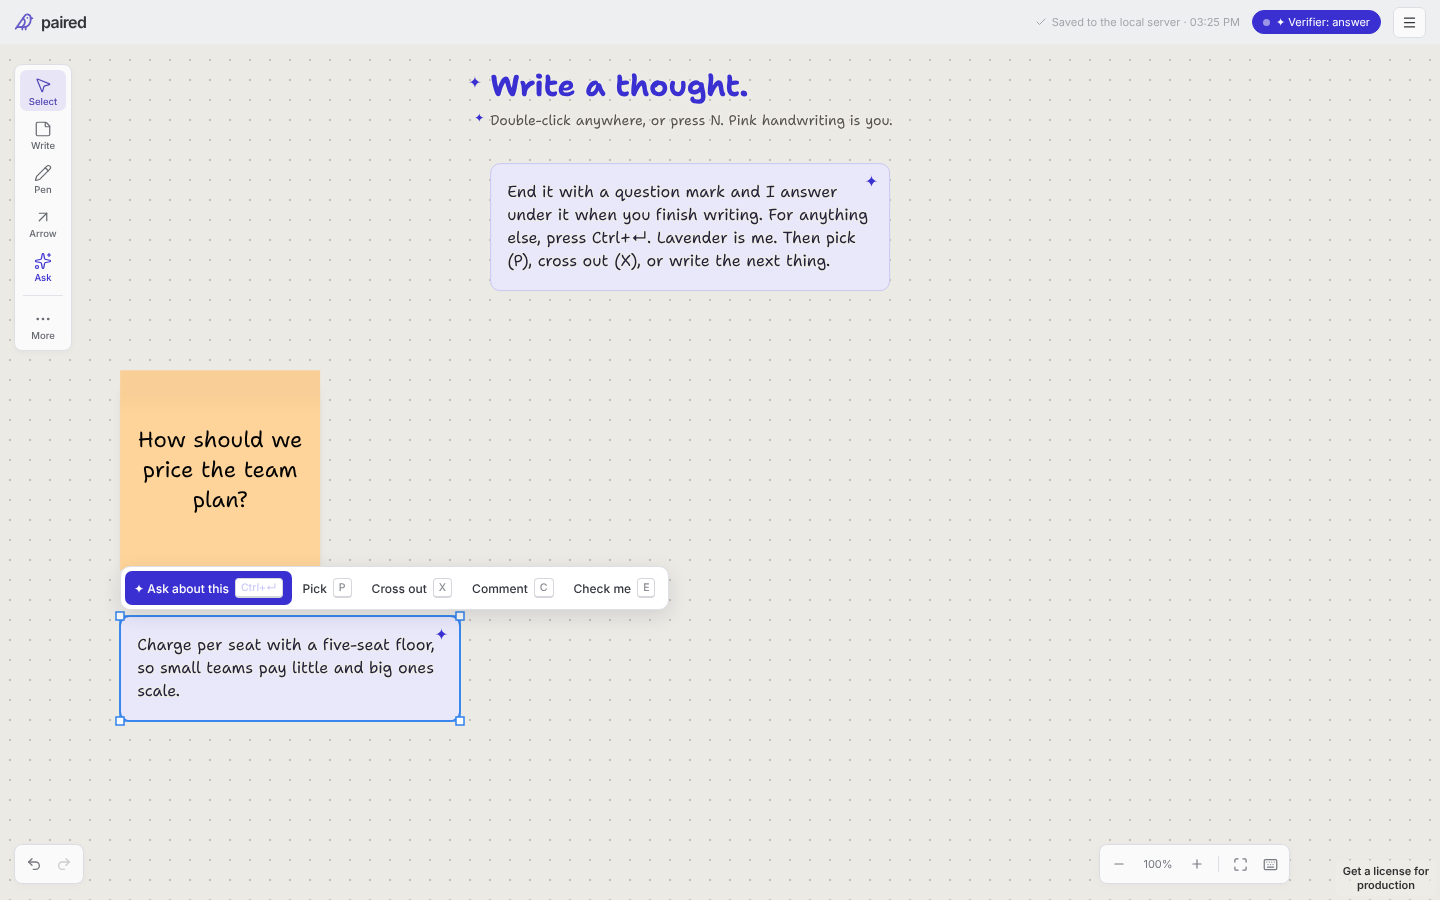 paired
Saved to the local server · 03:25 PM
✦ Verifier: answer
Select
Write
Pen
Arrow
Ask
More
✦ Write a thought.
✦ Double-click anywhere, or press N. Pink handwriting is you.
End it with a question mark and I answer
under it when you finish writing. For anything
else, press Ctrl+↵. Lavender is me. Then pick
(P), cross out (X), or write the next thing.
How should we
price the team
plan?
✦ Ask about this Ctrl+↵ Pick P Cross out X Comment C Check me E
Charge per seat with a five-seat floor,
so small teams pay little and big ones
scale.
100%
Get a license for
production